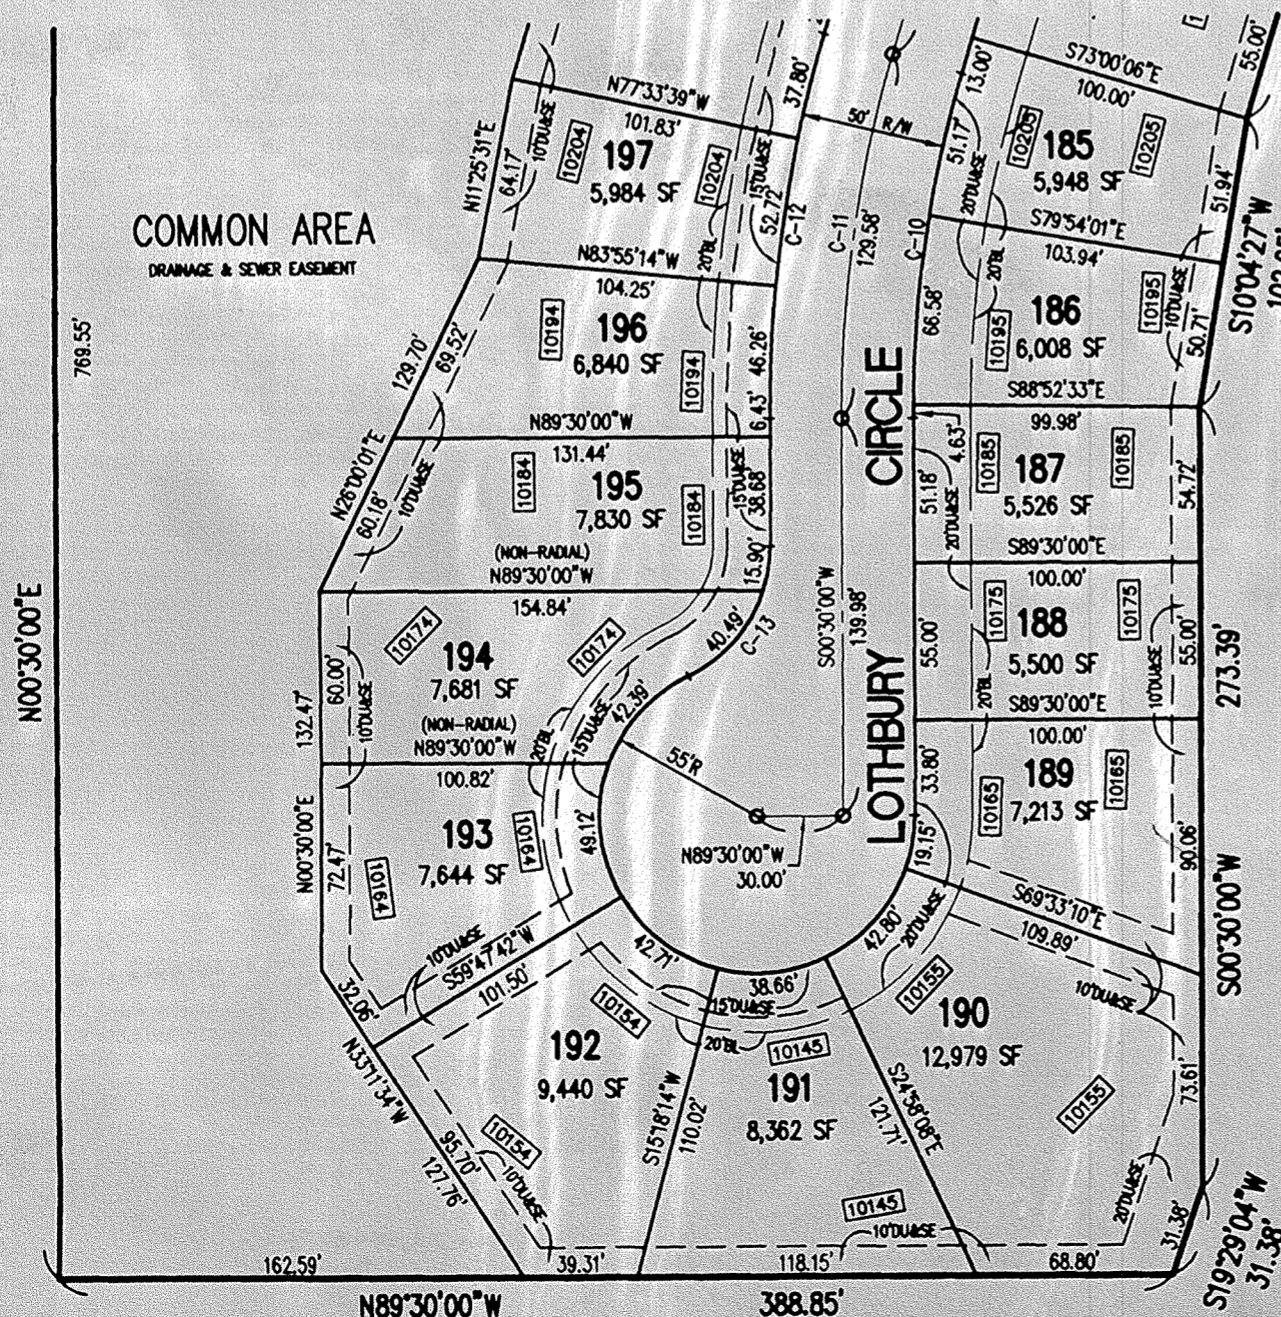 COMMON AREA
DRAINAGE & SEWER EASEMENT
769.55'
N00°30'00"E
N77°33'39"W
101.83'
197
5,984 SF
10204
10204
N11°25'31"E
64.17'
10'DU&SE
15'DU&SE
20'BL
52.72'
C-12
37.80'
50' R/W
C-11
129.58'
C-10
13.00'
51.17'
20'DU&SE
S73°00'06"E
100.00'
55.00'
10205
185
10205
5,948 SF
51.94'
S79°54'01"E
103.94'
S10°04'27"W
N83°55'14"W
104.25'
196
6,840 SF
10194
10194
129.70'
69.52'
46.26'
6.43'
66.58'
20'BL
186
6,008 SF
10195
10195
10'DU&SE
50.71'
S88°52'33"E
99.98'
4.63'
N89°30'00"W
131.44'
195
7,830 SF
10184
10184
N26°00'01"E
60.18'
10'DU&SE
15'DU&SE
38.68'
15.90'
(NON-RADIAL)
N89°30'00"W
154.84'
187
5,526 SF
10185
10185
51.18'
20'DU&SE
54.72'
S89°30'00"E
100.00'
188
5,500 SF
10175
10175
55.00'
55.00'
20'BL
10'DU&SE
S89°30'00"E
100.00'
273.39'
LOTHBURY CIRCLE
S00°30'00"W
139.98'
40.49'
C-13
10174
10174
194
7,681 SF
(NON-RADIAL)
N89°30'00"W
100.82'
132.47'
60.00'
10'DU&SE
42.39'
15'DU&SE
20'BL
55'R
N89°30'00"W
30.00'
189
7,213 SF
10165
10165
33.80'
19.15'
90.06'
S69°33'10"E
109.89'
S00°30'00"W
193
7,644 SF
10164
10164
N00°30'00"E
72.47'
49.12'
10'DU&SE
S59°47'42"W
101.50'
32.06'
N33°11'34"W
42.71'
38.66'
42.80'
20'DU&SE
15'DU&SE
20'BL
192
9,440 SF
10154
10154
95.70'
127.76'
10'DU&SE
S15°18'14"W
110.02'
191
8,362 SF
10145
10145
10'DU&SE
S24°58'08"E
121.71'
190
12,979 SF
10155
10155
10'DU&SE
73.61'
20'DU&SE
31.38'
S19°29'04"W
31.38'
162.59'
39.31'
118.15'
68.80'
N89°30'00"W
388.85'